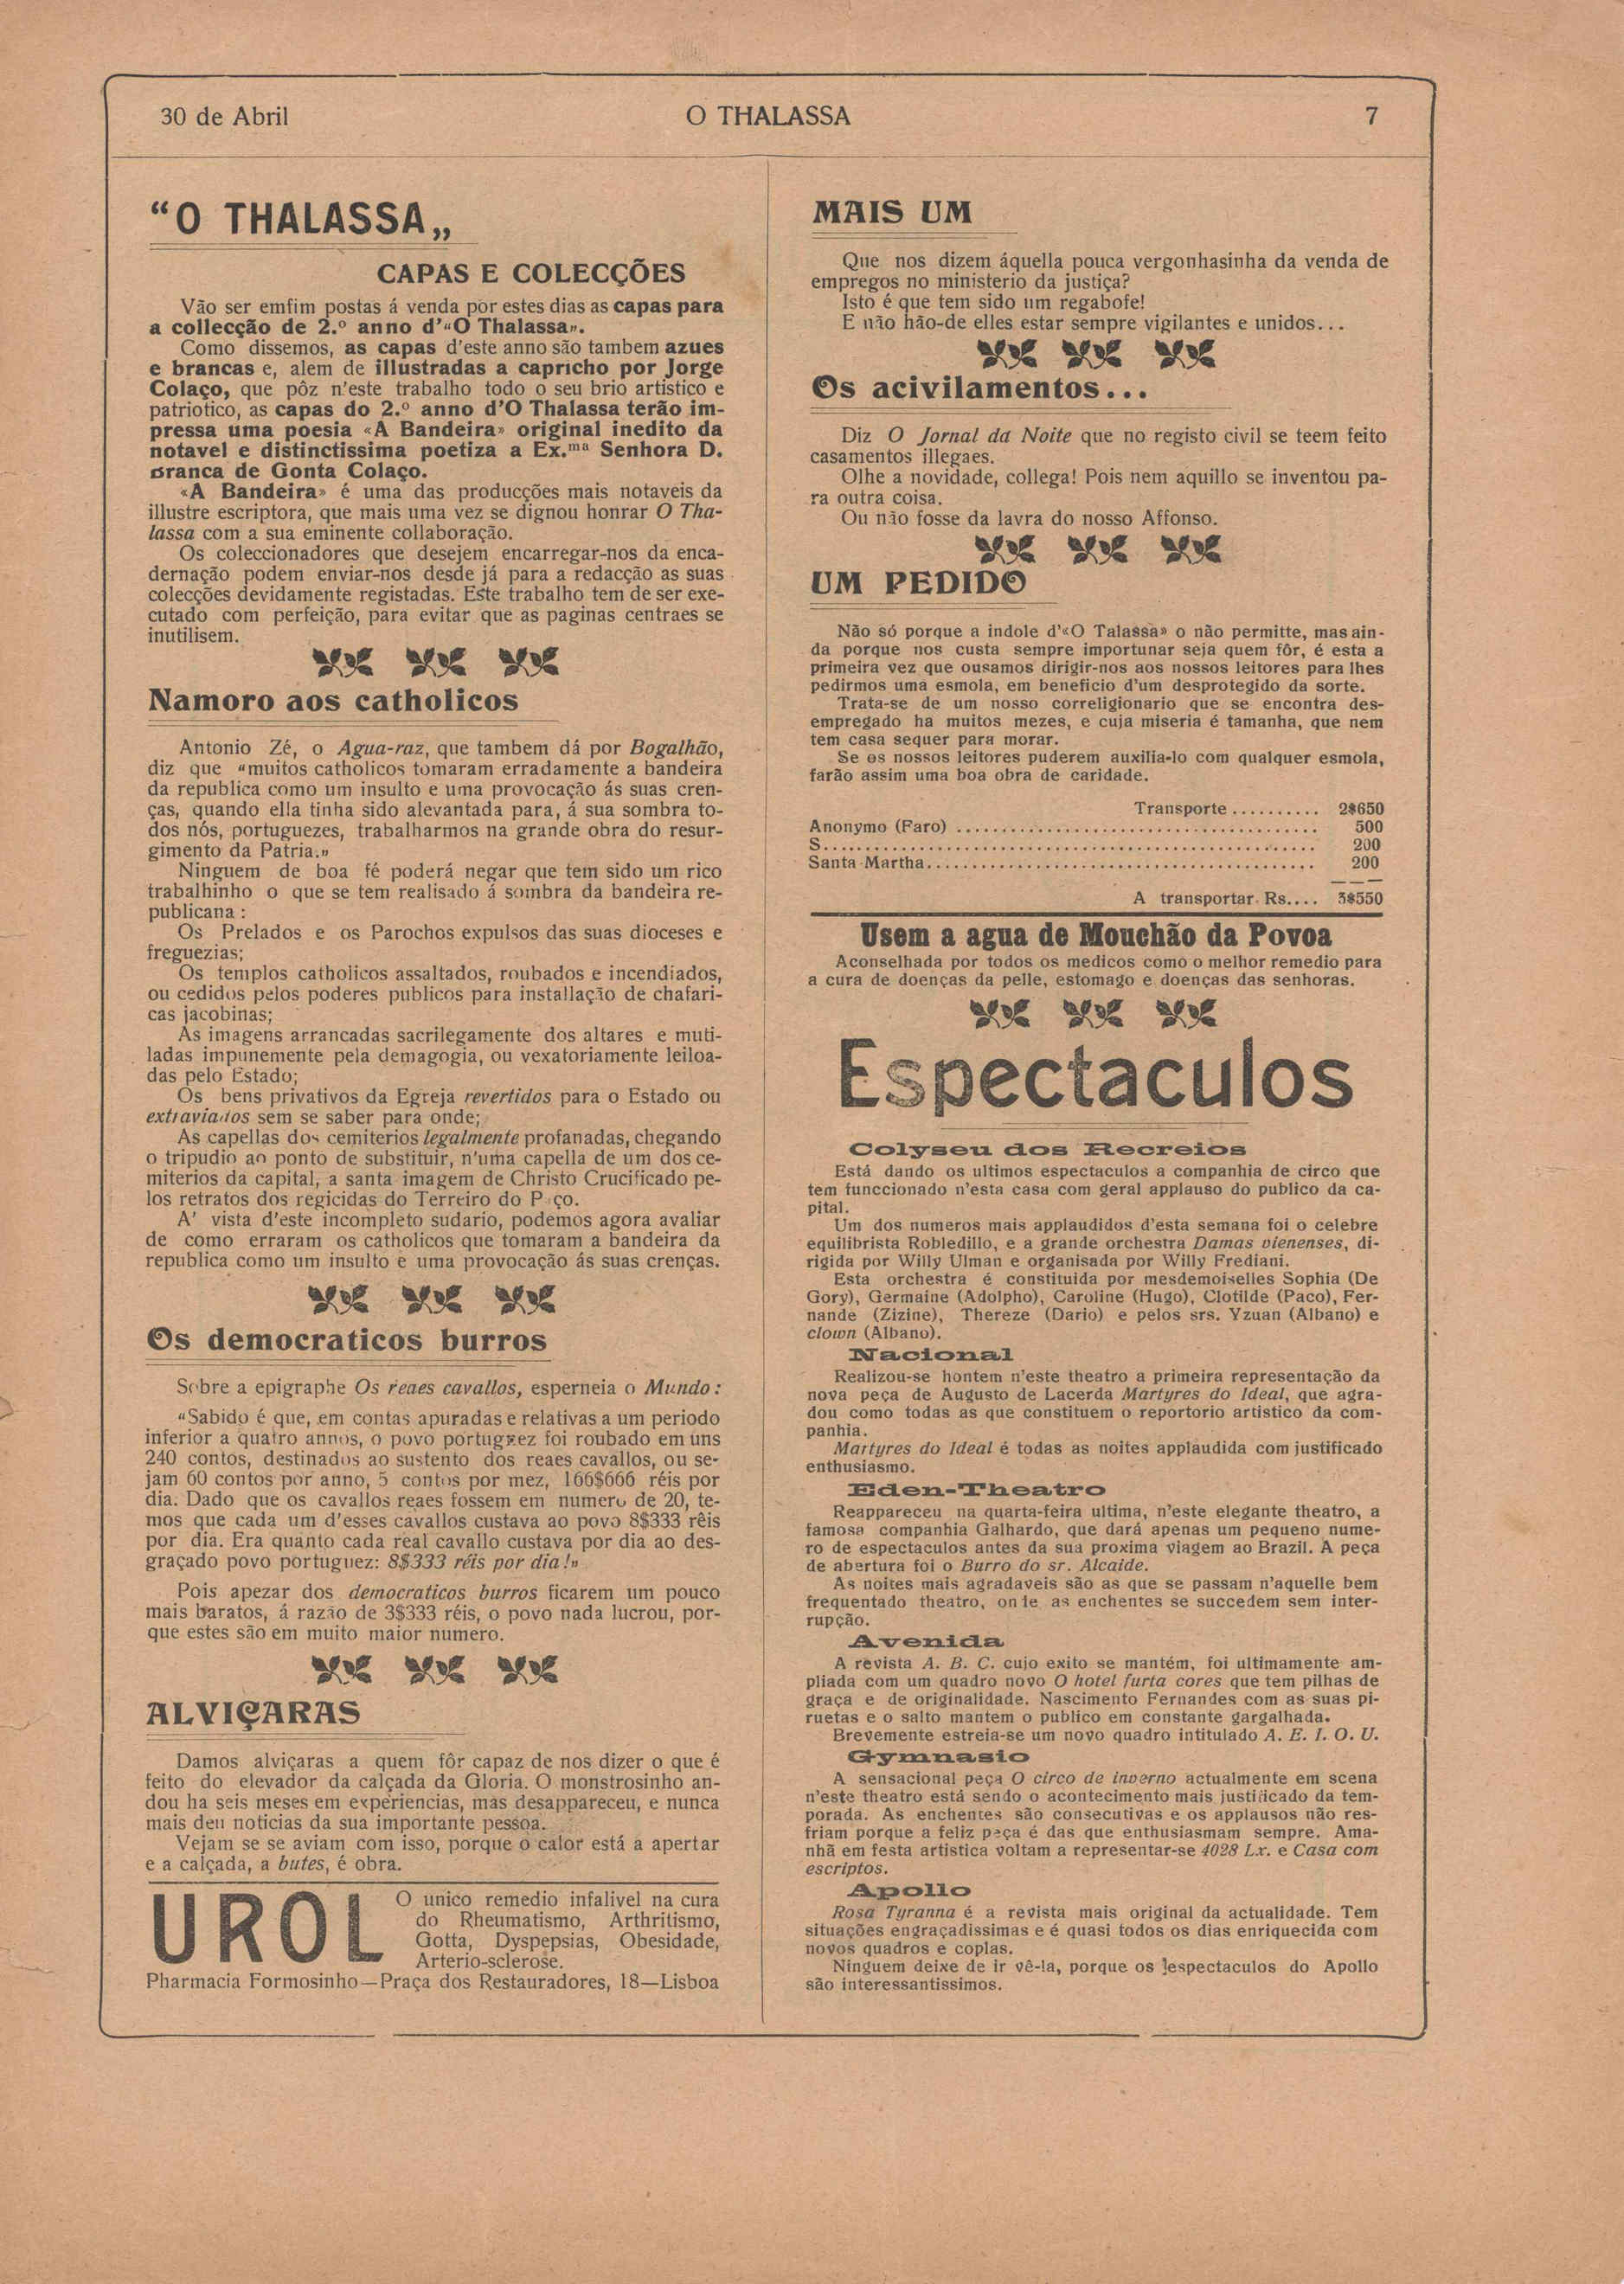 30 de Abril
O THALASSA
7
“O THALASSA„
CAPAS E COLECÇÕES
Vão ser emfim postas á venda por estes dias as capas para
a collecção de 2.º anno d'“O Thalassa„.
Como dissemos, as capas d'este anno são tambem azues
e brancas e, alem de illustradas a capricho por Jorge
Colaço, que pôz n'este trabalho todo o seu brio artistico e
patriotico, as capas do 2.º anno d'O Thalassa terão im-
pressa uma poesia «A Bandeira» original inedito da
notavel e distinctissima poetiza a Ex.ma Senhora D.
Branca de Gonta Colaço.
«A Bandeira» é uma das producções mais notaveis da
illustre escriptora, que mais uma vez se dignou honrar O Tha-
lassa com a sua eminente collaboração.
Os coleccionadores que desejem encarregar-nos da enca-
dernação podem enviar-nos desde já para a redacção as suas
colecções devidamente registadas. Este trabalho tem de ser exe-
cutado com perfeição, para evitar que as paginas centraes se
inutilisem.
Namoro aos catholicos
Antonio Zé, o Agua-raz, que tambem dá por Bogalhão,
diz que “muitos catholicos tomaram erradamente a bandeira
da republica como um insulto e uma provocação ás suas cren-
ças, quando ella tinha sido alevantada para, á sua sombra to-
dos nós, portuguezes, trabalharmos na grande obra do resur-
gimento da Patria.„
Ninguem de boa fé poderá negar que tem sido um rico
trabalhinho o que se tem realisado á sombra da bandeira re-
publicana :
Os Prelados e os Parochos expulsos das suas dioceses e
freguezias;
Os templos catholicos assaltados, roubados e incendiados,
ou cedidos pelos poderes publicos para installação de chafari-
cas jacobinas;
As imagens arrancadas sacrilegamente dos altares e muti-
ladas impunemente pela demagogia, ou vexatoriamente leiloa-
das pelo Estado;
Os bens privativos da Egreja revertidos para o Estado ou
extraviados sem se saber para onde;
As capellas dos cemiterios legalmente profanadas, chegando
o tripudio ao ponto de substituir, n'uma capella de um dos ce-
miterios da capital, a santa imagem de Christo Crucificado pe-
los retratos dos regicidas do Terreiro do P ço.
A' vista d'este incompleto sudario, podemos agora avaliar
de como erraram os catholicos que tomaram a bandeira da
republica como um insulto e uma provocação ás suas crenças.
Os democraticos burros
Sobre a epigraphe Os reaes cavallos, esperneia o Mundo:
“Sabido é que, em contas apuradas e relativas a um periodo
inferior a quatro annos, o povo portuguez foi roubado em uns
240 contos, destinados ao sustento dos reaes cavallos, ou se-
jam 60 contos por anno, 5 contos por mez, 166$666 réis por
dia. Dado que os cavallos reaes fossem em numero de 20, te-
mos que cada um d'esses cavallos custava ao povo 8$333 rêis
por dia. Era quanto cada real cavallo custava por dia ao des-
graçado povo portuguez: 8$333 réis por dia!„
Pois apezar dos democraticos burros ficarem um pouco
mais baratos, á razão de 3$333 réis, o povo nada lucrou, por-
que estes são em muito maior numero.
ALVIÇARAS
Damos alviçaras a quem fôr capaz de nos dizer o que é
feito do elevador da calçada da Gloria. O monstrosinho an-
dou ha seis meses em experiencias, mas desappareceu, e nunca
mais deu noticias da sua importante pessoa.
Vejam se se aviam com isso, porque o calor está a apertar
e a calçada, a butes, é obra.
UROL
O unico remedio infalivel na cura
do Rheumatismo, Arthritismo,
Gotta, Dyspepsias, Obesidade,
Arterio-sclerose.
Pharmacia Formosinho—Praça dos Restauradores, 18—Lisboa
MAIS UM
Que nos dizem áquella pouca vergonhasinha da venda de
empregos no ministerio da justiça?
Isto é que tem sido um regabofe!
E não hão-de elles estar sempre vigilantes e unidos...
Os acivilamentos...
Diz O Jornal da Noite que no registo civil se teem feito
casamentos illegaes.
Olhe a novidade, collega! Pois nem aquillo se inventou pa-
ra outra coisa.
Ou não fosse da lavra do nosso Affonso.
UM PEDIDO
Não só porque a indole d'«O Talassa» o não permitte, mas ain-
da porque nos custa sempre importunar seja quem fôr, é esta a
primeira vez que ousamos dirigir-nos aos nossos leitores para lhes
pedirmos uma esmola, em beneficio d'um desprotegido da sorte.
Trata-se de um nosso correligionario que se encontra des-
empregado ha muitos mezes, e cuja miseria é tamanha, que nem
tem casa sequer para morar.
Se os nossos leitores puderem auxilia-lo com qualquer esmola,
farão assim uma boa obra de caridade.
Transporte .......... 2$650
Anonymo (Faro) ........................................ 500
S...................................................... 200
Santa Martha........................................... 200
A transportar. Rs.... 3$550
Usem a agua de Mouchão da Povoa
Aconselhada por todos os medicos como o melhor remedio para
a cura de doenças da pelle, estomago e doenças das senhoras.
Espectaculos
Colyseu dos Recreios
Está dando os ultimos espectaculos a companhia de circo que
tem funccionado n'esta casa com geral applauso do publico da ca-
pital.
Um dos numeros mais applaudidos d'esta semana foi o celebre
equilibrista Robledillo, e a grande orchestra Damas vienenses, di-
rigida por Willy Ulman e organisada por Willy Frediani.
Esta orchestra é constituida por mesdemoiselles Sophia (De
Gory), Germaine (Adolpho), Caroline (Hugo), Clotilde (Paco), Fer-
nande (Zizine), Thereze (Dario) e pelos srs. Yzuan (Albano) e
clown (Albano).
Nacional
Realizou-se hontem n'este theatro a primeira representação da
nova peça de Augusto de Lacerda Martyres do Ideal, que agra-
dou como todas as que constituem o reportorio artistico da com-
panhia.
Martyres do Ideal é todas as noites applaudida com justificado
enthusiasmo.
Eden-Theatro
Reappareceu na quarta-feira ultima, n'este elegante theatro, a
famosa companhia Galhardo, que dará apenas um pequeno nume-
ro de espectaculos antes da sua proxima viagem ao Brazil. A peça
de abertura foi o Burro do sr. Alcaide.
As noites mais agradaveis são as que se passam n'aquelle bem
frequentado theatro, onde as enchentes se succedem sem inter-
rupção.
Avenida
A revista A. B. C. cujo exito se mantém, foi ultimamente am-
pliada com um quadro novo O hotel furta cores que tem pilhas de
graça e de originalidade. Nascimento Fernandes com as suas pi-
ruetas e o salto mantem o publico em constante gargalhada.
Brevemente estreia-se um novo quadro intitulado A. E. I. O. U.
Gymnasio
A sensacional peça O circo de inverno actualmente em scena
n'este theatro está sendo o acontecimento mais justificado da tem-
porada. As enchentes são consecutivas e os applausos não res-
friam porque a feliz peça é das que enthusiasmam sempre. Ama-
nhã em festa artistica voltam a representar-se 4028 Lx. e Casa com
escriptos.
Apollo
Rosa Tyranna é a revista mais original da actualidade. Tem
situações engraçadissimas e é quasi todos os dias enriquecida com
novos quadros e coplas.
Ninguem deixe de ir vê-la, porque os espectaculos do Apollo
são interessantissimos.